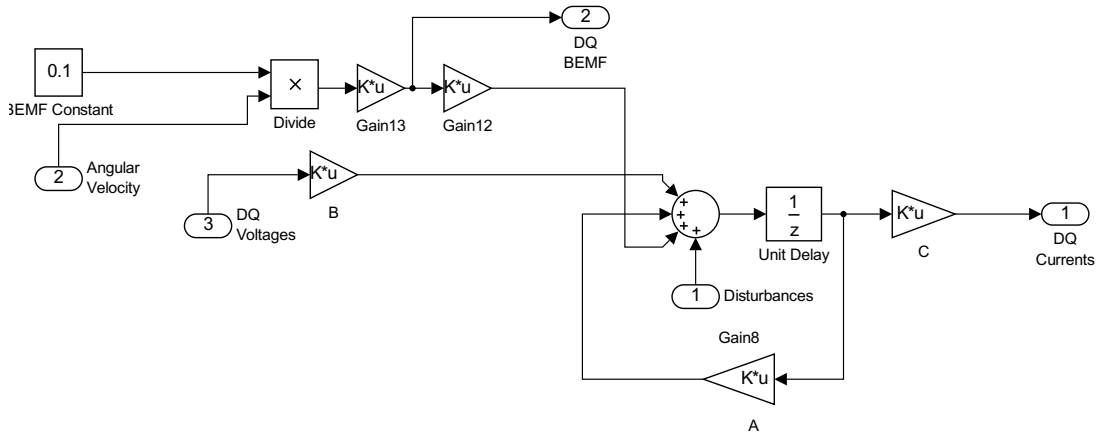 2
DQ
BEMF
0.1
BEMF Constant
×
Divide
K*u
Gain13
K*u
Gain12
2
Angular
Velocity
K*u
B
3
DQ
Voltages
+
+
+
+
1
z
Unit Delay
K*u
C
1
DQ
Currents
1
Disturbances
Gain8
K*u
A